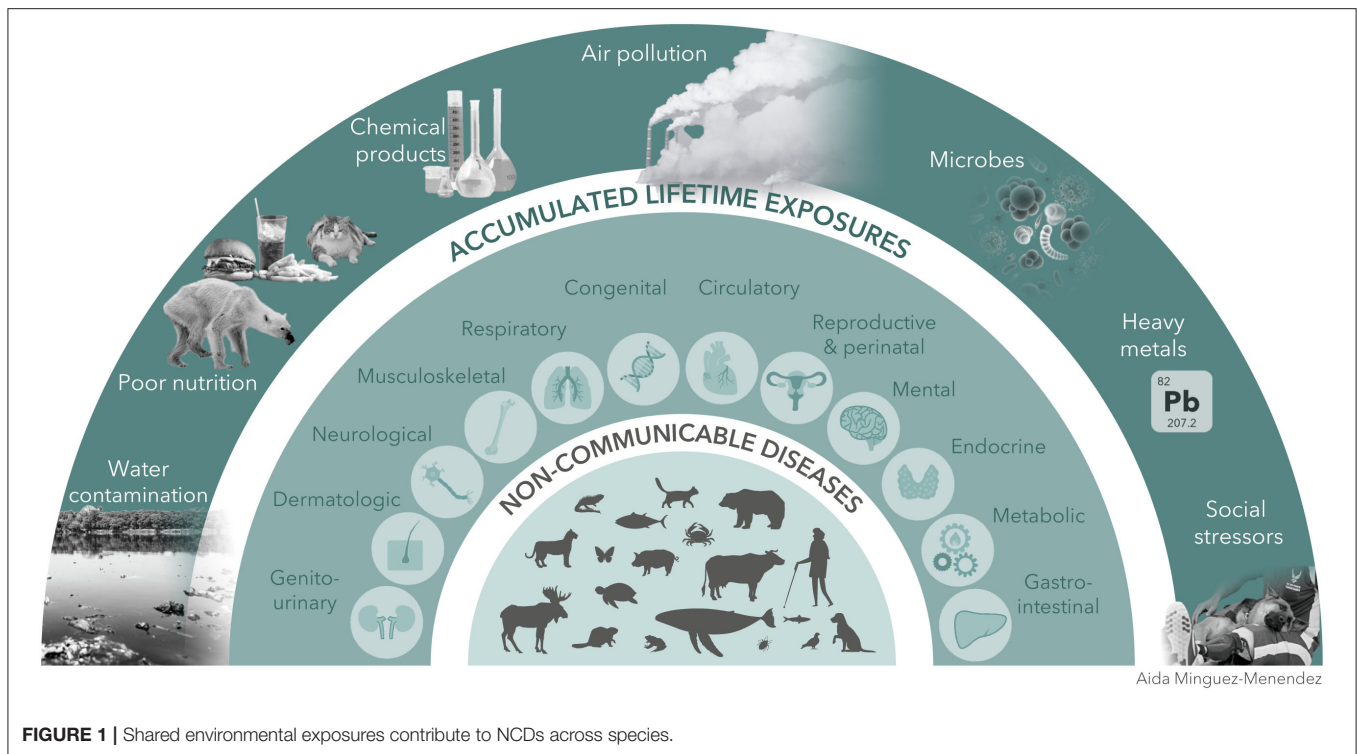 Air pollution
Chemical
products
Microbes
ACCUMULATED LIFETIME EXPOSURES
Heavy
metals
82
Pb
207.2
Poor nutrition
Water
contamination
Social
stressors
Congenital
Circulatory
Respiratory
Reproductive
& perinatal
Musculoskeletal
Mental
Neurological
Endocrine
Dermatologic
Metabolic
Genito-
urinary
Gastro-
intestinal
NON-COMMUNICABLE DISEASES
Aida Minguez-Menendez
FIGURE 1 | Shared environmental exposures contribute to NCDs across species.